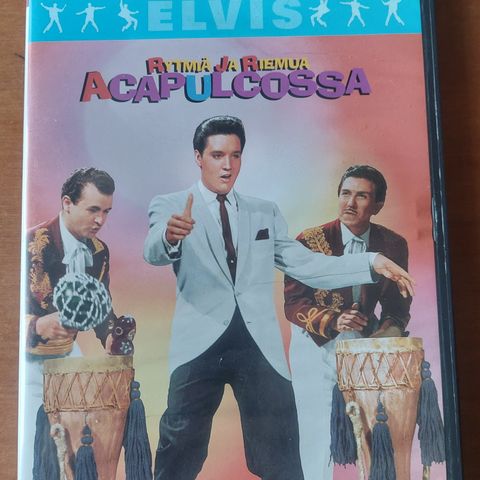 ELVIS
RYTMIÄ JA RIEMUA
ACAPULCOSSA